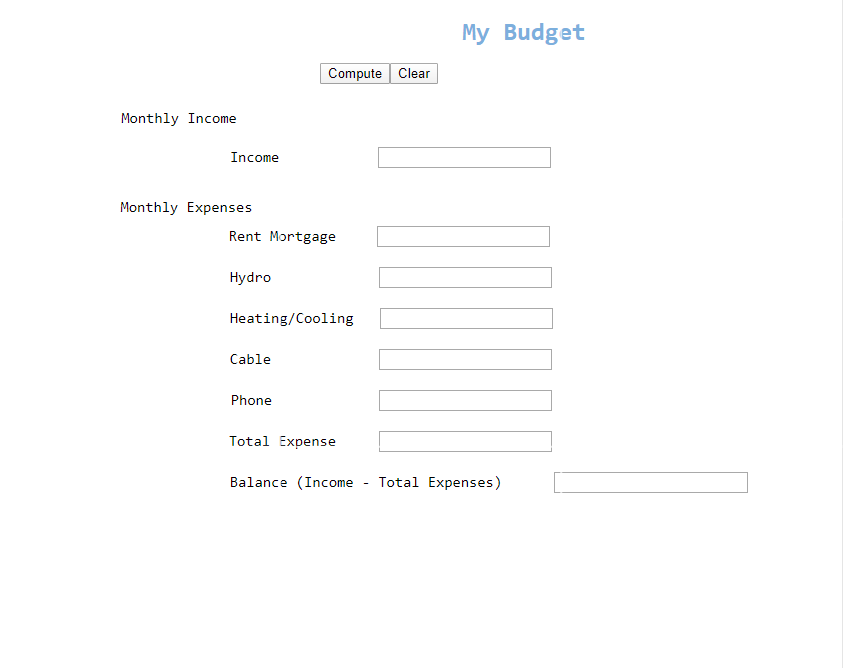 My Budget
Compute Clear
Monthly Income
Income
Monthly Expenses
Rent Mortgage
Hydro
Heating/Cooling
Cable
Phone
Total Expense
Balance (Income - Total Expenses)